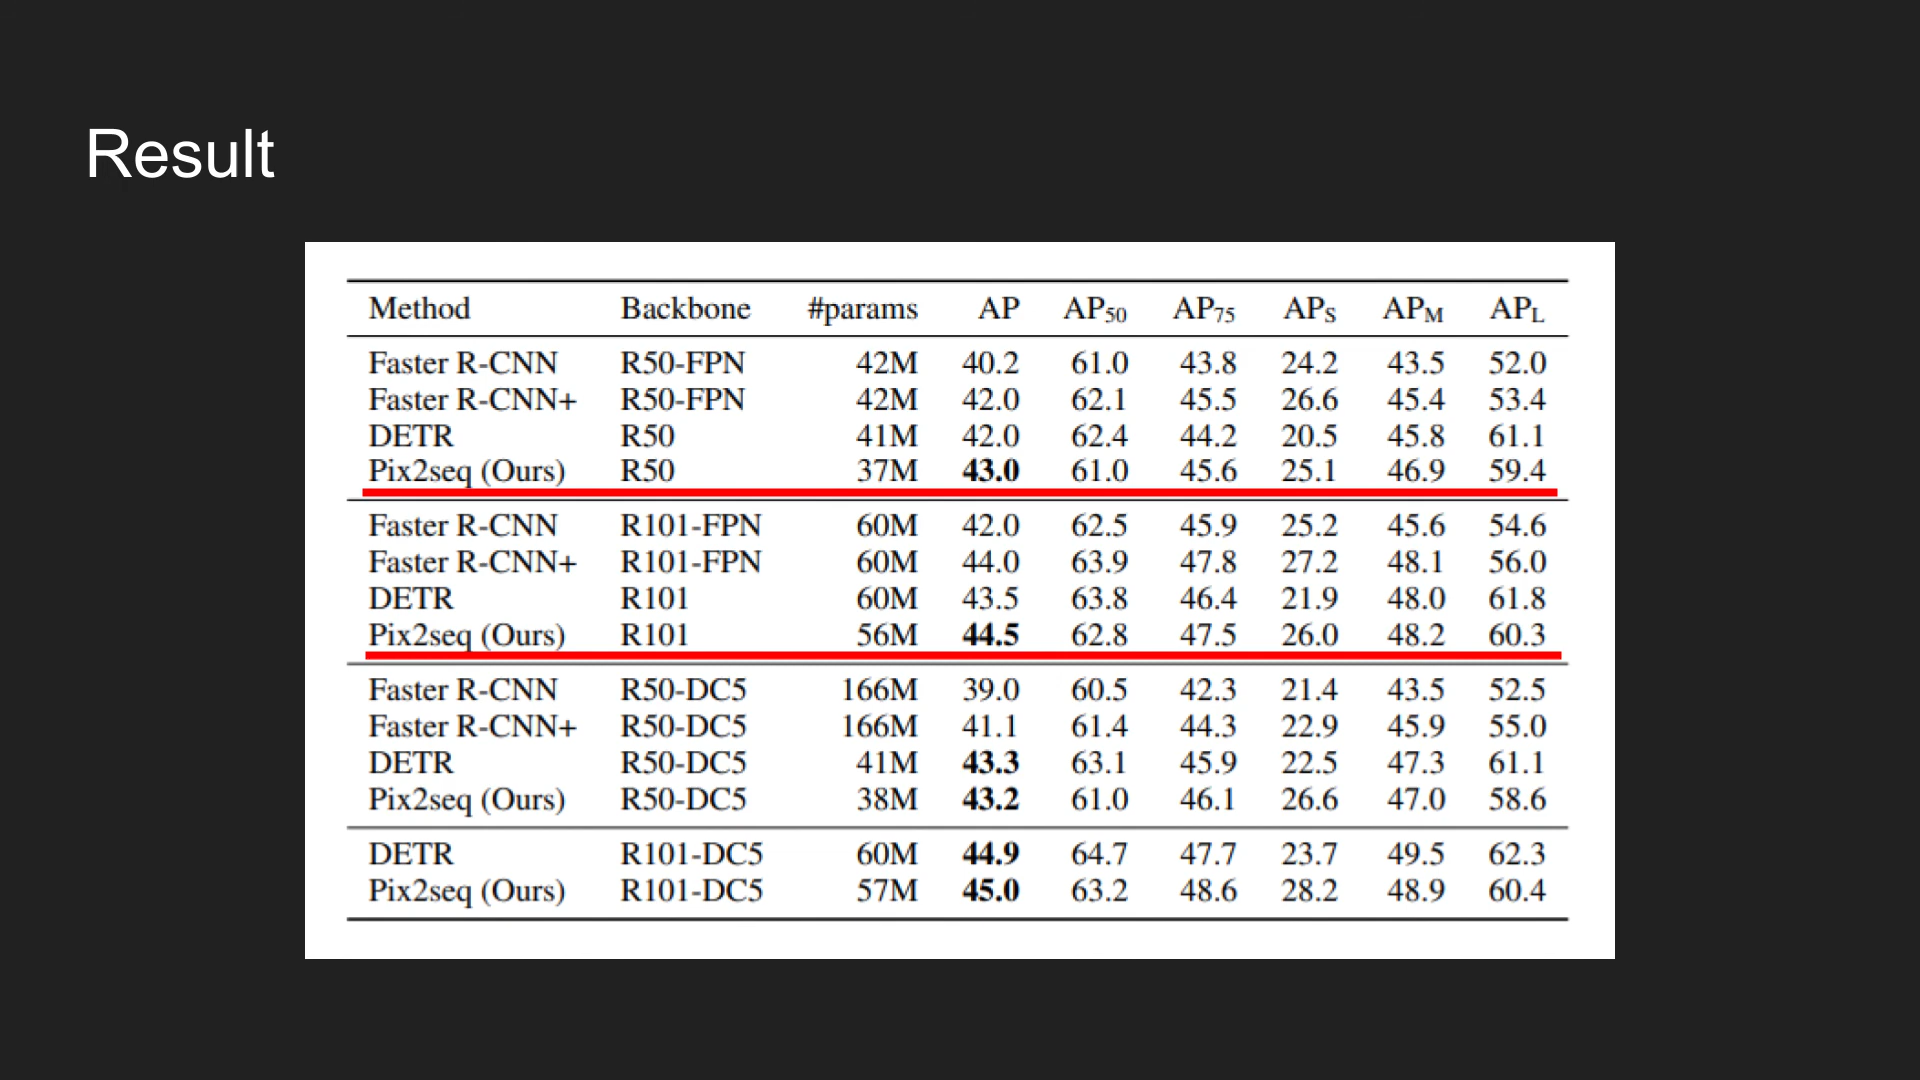 Result
Method Backbone #params AP AP50 AP75 APS APM APL
Faster R-CNN R50-FPN 42M 40.2 61.0 43.8 24.2 43.5 52.0
Faster R-CNN+ R50-FPN 42M 42.0 62.1 45.5 26.6 45.4 53.4
DETR R50 41M 42.0 62.4 44.2 20.5 45.8 61.1
Pix2seq (Ours) R50 37M 43.0 61.0 45.6 25.1 46.9 59.4
Faster R-CNN R101-FPN 60M 42.0 62.5 45.9 25.2 45.6 54.6
Faster R-CNN+ R101-FPN 60M 44.0 63.9 47.8 27.2 48.1 56.0
DETR R101 60M 43.5 63.8 46.4 21.9 48.0 61.8
Pix2seq (Ours) R101 56M 44.5 62.8 47.5 26.0 48.2 60.3
Faster R-CNN R50-DC5 166M 39.0 60.5 42.3 21.4 43.5 52.5
Faster R-CNN+ R50-DC5 166M 41.1 61.4 44.3 22.9 45.9 55.0
DETR R50-DC5 41M 43.3 63.1 45.9 22.5 47.3 61.1
Pix2seq (Ours) R50-DC5 38M 43.2 61.0 46.1 26.6 47.0 58.6
DETR R101-DC5 60M 44.9 64.7 47.7 23.7 49.5 62.3
Pix2seq (Ours) R101-DC5 57M 45.0 63.2 48.6 28.2 48.9 60.4